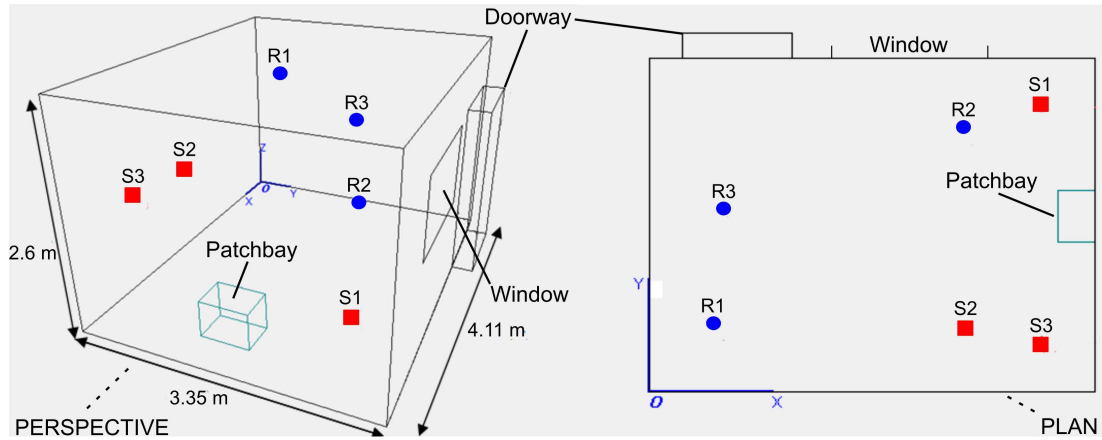 Doorway
R1
R3
S2
S3
R2
Z
O
X
Y
Patchbay
2.6 m
S1
Window
4.11 m
3.35 m
PERSPECTIVE
Window
S1
R2
Patchbay
R3
Y
R1
S2
S3
O
X
PLAN